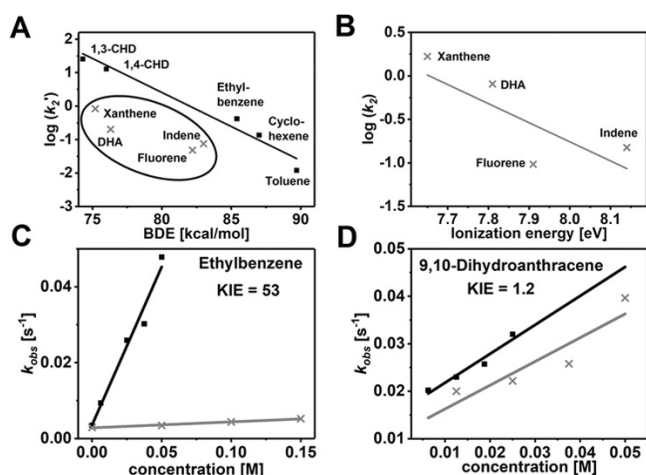 A
1,3-CHD
1,4-CHD
Ethyl-
benzene
Cyclo-
hexene
Xanthene
Indene
DHA
Fluorene
Toluene
log (k2')
2
1
0
-1
-2
-3
75
80
85
90
BDE [kcal/mol]
B
Xanthene
DHA
Indene
Fluorene
log (k2)
0.5
0.0
-0.5
-1.0
-1.5
7.7
7.8
7.9
8.0
8.1
Ionization energy [eV]
C
Ethylbenzene
KIE = 53
kobs [s-1]
0.04
0.02
0.00
0.00
0.05
0.10
0.15
concentration [M]
D
9,10-Dihydroanthracene
KIE = 1.2
kobs [s-1]
0.05
0.04
0.03
0.02
0.01
0.00
0.01
0.02
0.03
0.04
0.05
concentration [M]